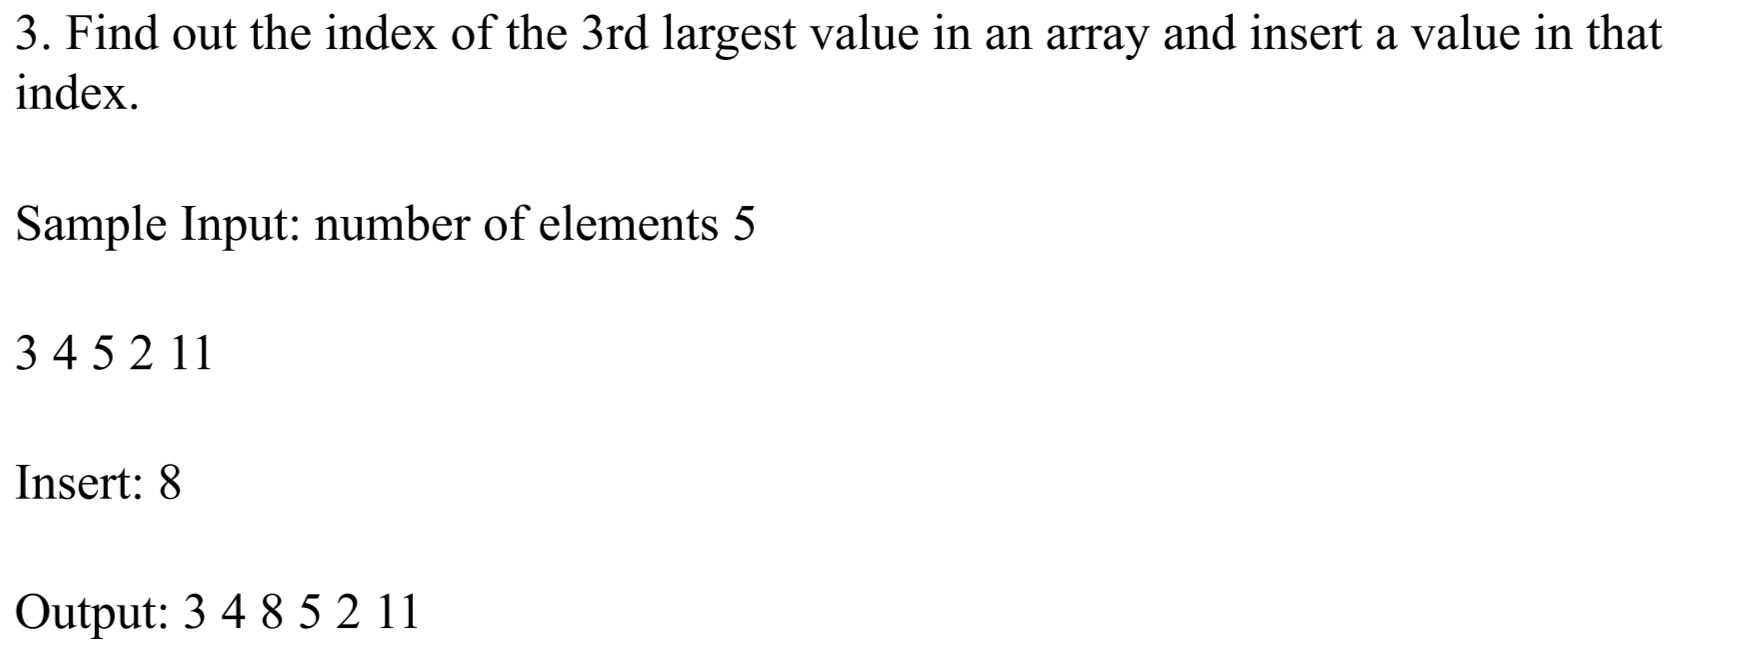 3. Find out the index of the 3rd largest value in an array and insert a value in that
index.
Sample Input: number of elements 5
3 4 5 2 11
Insert: 8
Output: 3 4 8 5 2 11